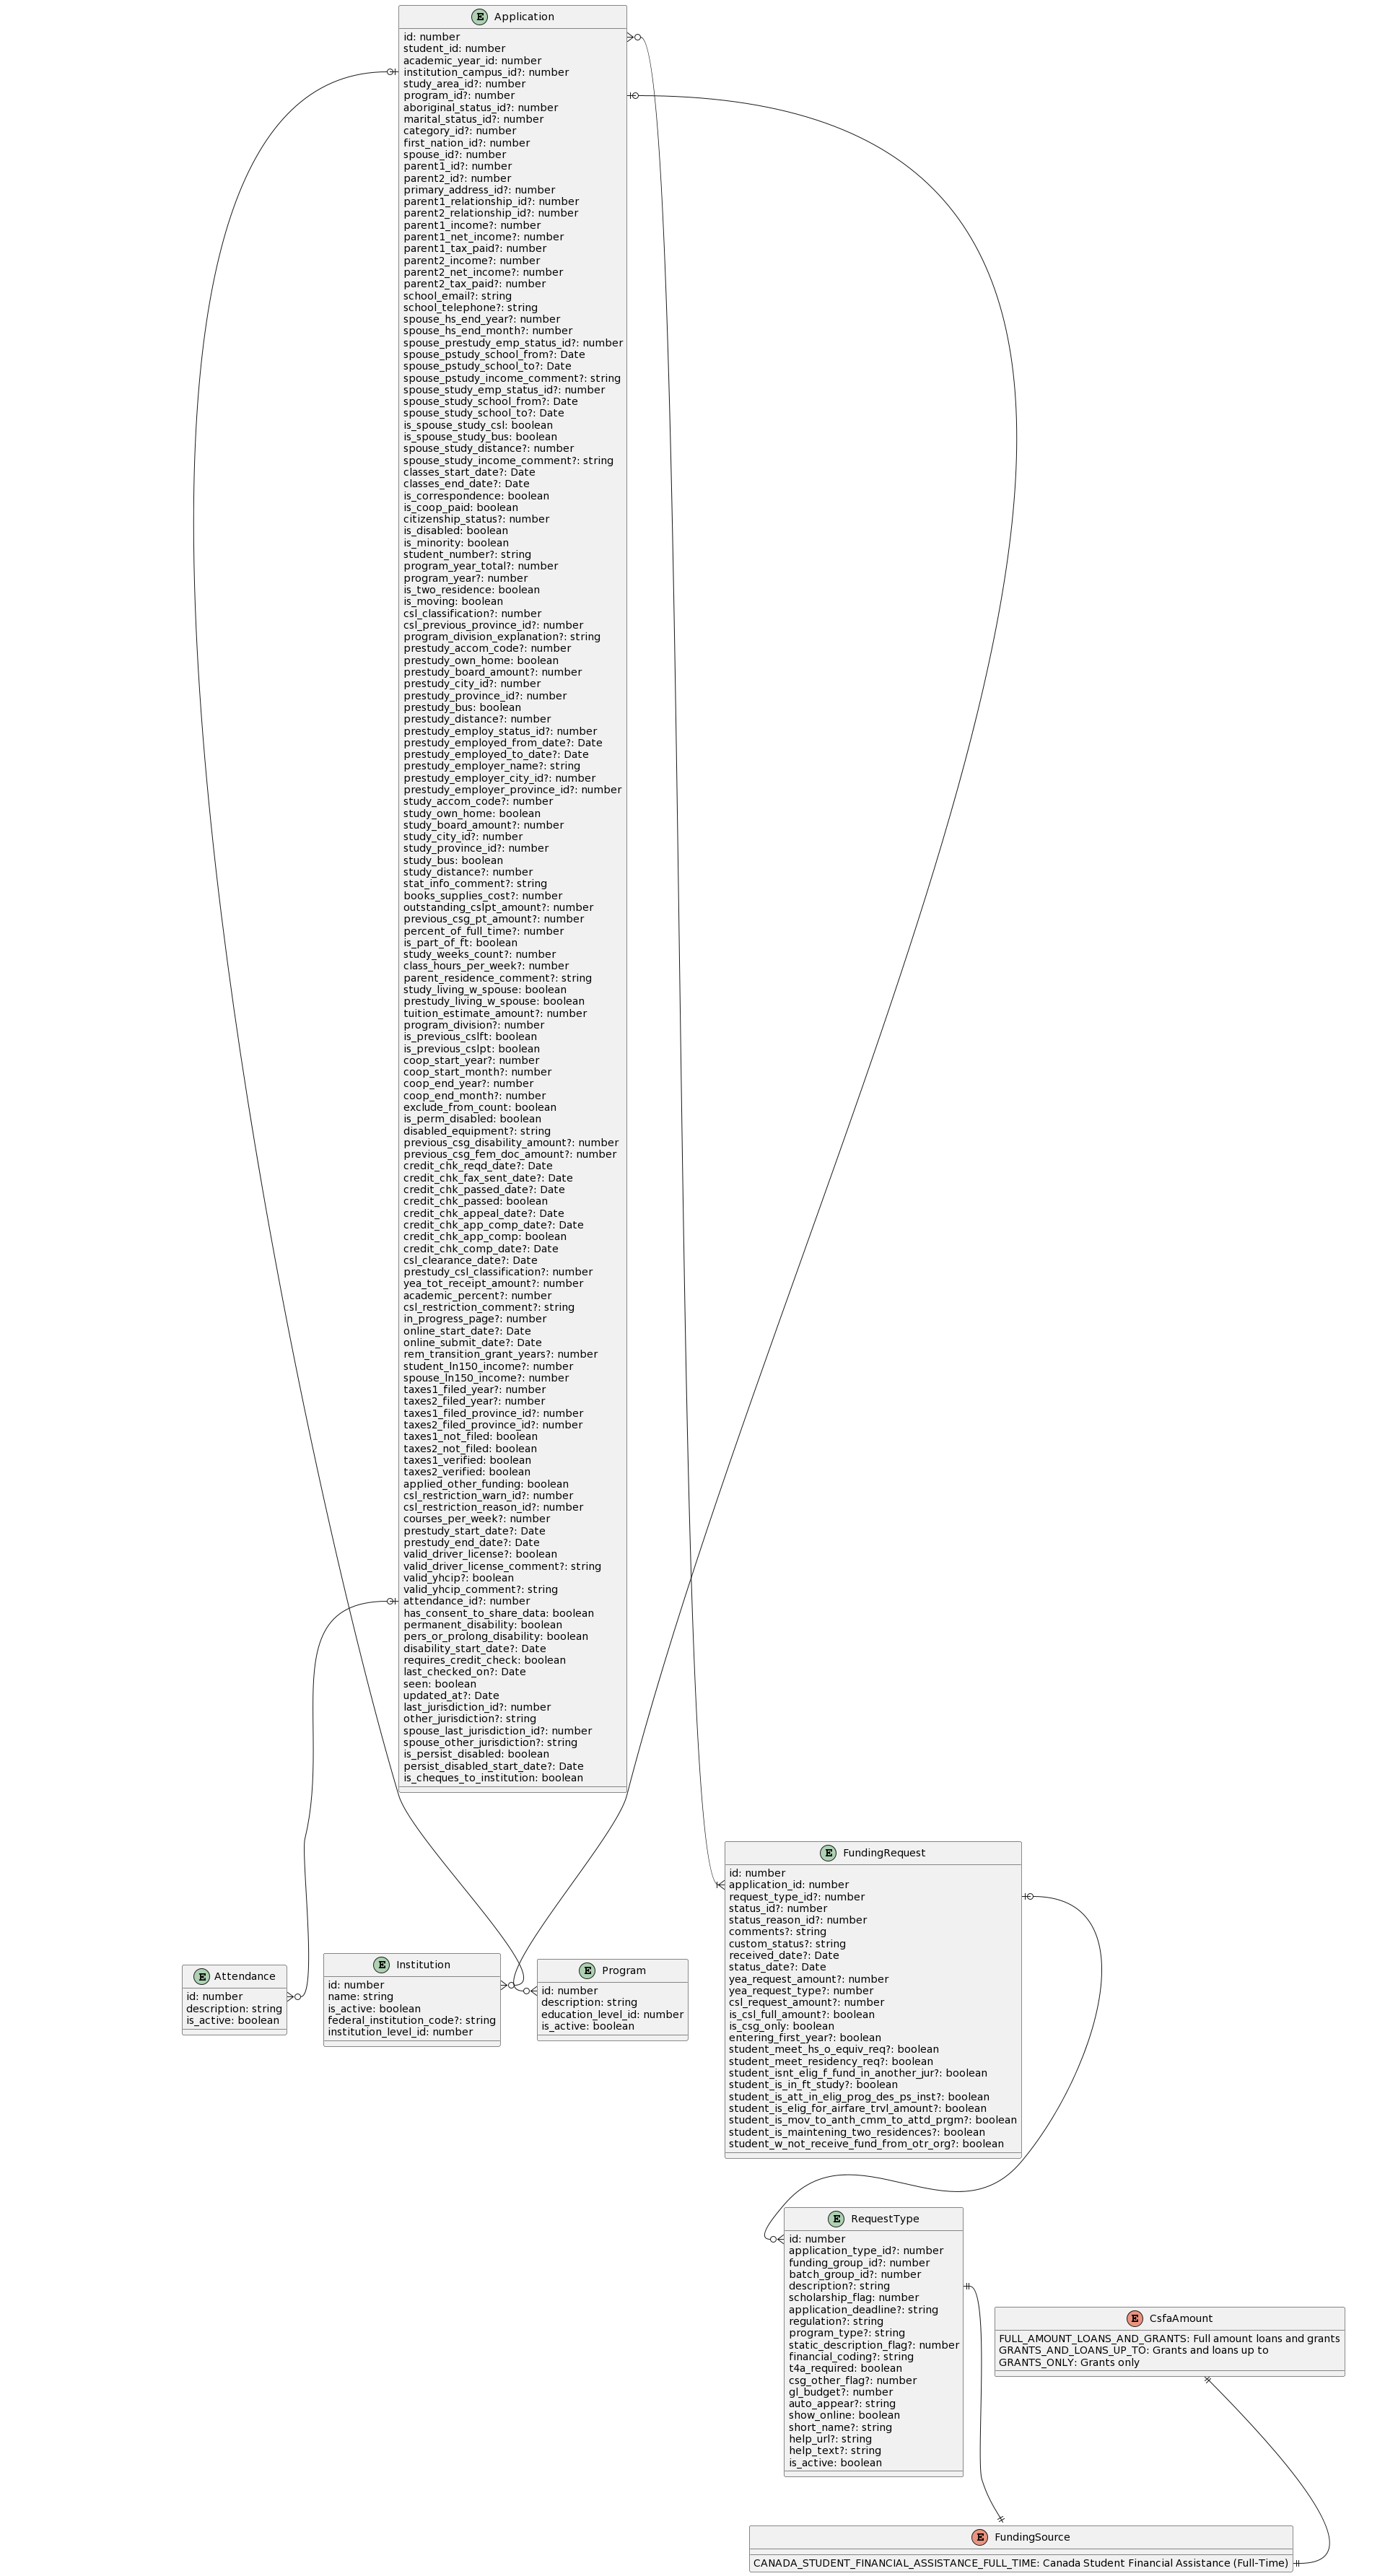 E Application
id: number
student_id: number
academic_year_id: number
institution_campus_id?: number
study_area_id?: number
program_id?: number
aboriginal_status_id?: number
marital_status_id?: number
category_id?: number
first_nation_id?: number
spouse_id?: number
parent1_id?: number
parent2_id?: number
primary_address_id?: number
parent1_relationship_id?: number
parent2_relationship_id?: number
parent1_income?: number
parent1_net_income?: number
parent1_tax_paid?: number
parent2_income?: number
parent2_net_income?: number
parent2_tax_paid?: number
school_email?: string
school_telephone?: string
spouse_hs_end_year?: number
spouse_hs_end_month?: number
spouse_prestudy_emp_status_id?: number
spouse_pstudy_school_from?: Date
spouse_pstudy_school_to?: Date
spouse_pstudy_income_comment?: string
spouse_study_emp_status_id?: number
spouse_study_school_from?: Date
spouse_study_school_to?: Date
is_spouse_study_csl: boolean
is_spouse_study_bus: boolean
spouse_study_distance?: number
spouse_study_income_comment?: string
classes_start_date?: Date
classes_end_date?: Date
is_correspondence: boolean
is_coop_paid: boolean
citizenship_status?: number
is_disabled: boolean
is_minority: boolean
student_number?: string
program_year_total?: number
program_year?: number
is_two_residence: boolean
is_moving: boolean
csl_classification?: number
csl_previous_province_id?: number
program_division_explanation?: string
prestudy_accom_code?: number
prestudy_own_home: boolean
prestudy_board_amount?: number
prestudy_city_id?: number
prestudy_province_id?: number
prestudy_bus: boolean
prestudy_distance?: number
prestudy_employ_status_id?: number
prestudy_employed_from_date?: Date
prestudy_employed_to_date?: Date
prestudy_employer_name?: string
prestudy_employer_city_id?: number
prestudy_employer_province_id?: number
study_accom_code?: number
study_own_home: boolean
study_board_amount?: number
study_city_id?: number
study_province_id?: number
study_bus: boolean
study_distance?: number
stat_info_comment?: string
books_supplies_cost?: number
outstanding_cslpt_amount?: number
previous_csg_pt_amount?: number
percent_of_full_time?: number
is_part_of_ft: boolean
study_weeks_count?: number
class_hours_per_week?: number
parent_residence_comment?: string
study_living_w_spouse: boolean
prestudy_living_w_spouse: boolean
tuition_estimate_amount?: number
program_division?: number
is_previous_cslft: boolean
is_previous_cslpt: boolean
coop_start_year?: number
coop_start_month?: number
coop_end_year?: number
coop_end_month?: number
exclude_from_count: boolean
is_perm_disabled: boolean
disabled_equipment?: string
previous_csg_disability_amount?: number
previous_csg_fem_doc_amount?: number
credit_chk_reqd_date?: Date
credit_chk_fax_sent_date?: Date
credit_chk_passed_date?: Date
credit_chk_passed: boolean
credit_chk_appeal_date?: Date
credit_chk_app_comp_date?: Date
credit_chk_app_comp: boolean
credit_chk_comp_date?: Date
csl_clearance_date?: Date
prestudy_csl_classification?: number
yea_tot_receipt_amount?: number
academic_percent?: number
csl_restriction_comment?: string
in_progress_page?: number
online_start_date?: Date
online_submit_date?: Date
rem_transition_grant_years?: number
student_ln150_income?: number
spouse_ln150_income?: number
taxes1_filed_year?: number
taxes2_filed_year?: number
taxes1_filed_province_id?: number
taxes2_filed_province_id?: number
taxes1_not_filed: boolean
taxes2_not_filed: boolean
taxes1_verified: boolean
taxes2_verified: boolean
applied_other_funding: boolean
csl_restriction_warn_id?: number
csl_restriction_reason_id?: number
courses_per_week?: number
prestudy_start_date?: Date
prestudy_end_date?: Date
valid_driver_license?: boolean
valid_driver_license_comment?: string
valid_yhcip?: boolean
valid_yhcip_comment?: string
attendance_id?: number
has_consent_to_share_data: boolean
permanent_disability: boolean
pers_or_prolong_disability: boolean
disability_start_date?: Date
requires_credit_check: boolean
last_checked_on?: Date
seen: boolean
updated_at?: Date
last_jurisdiction_id?: number
other_jurisdiction?: string
spouse_last_jurisdiction_id?: number
spouse_other_jurisdiction?: string
is_persist_disabled: boolean
persist_disabled_start_date?: Date
is_cheques_to_institution: boolean
E FundingRequest
id: number
application_id: number
request_type_id?: number
status_id?: number
status_reason_id?: number
comments?: string
custom_status?: string
received_date?: Date
status_date?: Date
yea_request_amount?: number
yea_request_type?: number
csl_request_amount?: number
is_csl_full_amount?: boolean
is_csg_only: boolean
entering_first_year?: boolean
student_meet_hs_o_equiv_req?: boolean
student_meet_residency_req?: boolean
student_isnt_elig_f_fund_in_another_jur?: boolean
student_is_in_ft_study?: boolean
student_is_att_in_elig_prog_des_ps_inst?: boolean
student_is_elig_for_airfare_trvl_amount?: boolean
student_is_mov_to_anth_cmm_to_attd_prgm?: boolean
student_is_maintening_two_residences?: boolean
student_w_not_receive_fund_from_otr_org?: boolean
E Attendance
id: number
description: string
is_active: boolean
E Institution
id: number
name: string
is_active: boolean
federal_institution_code?: string
institution_level_id: number
E Program
id: number
description: string
education_level_id: number
is_active: boolean
E RequestType
id: number
application_type_id?: number
funding_group_id?: number
batch_group_id?: number
description?: string
scholarship_flag: number
application_deadline?: string
regulation?: string
program_type?: string
static_description_flag?: number
financial_coding?: string
t4a_required: boolean
csg_other_flag?: number
gl_budget?: number
auto_appear?: string
show_online: boolean
short_name?: string
help_url?: string
help_text?: string
is_active: boolean
E CsfaAmount
FULL_AMOUNT_LOANS_AND_GRANTS: Full amount loans and grants
GRANTS_AND_LOANS_UP_TO: Grants and loans up to
GRANTS_ONLY: Grants only
E FundingSource
CANADA_STUDENT_FINANCIAL_ASSISTANCE_FULL_TIME: Canada Student Financial Assistance (Full-Time)